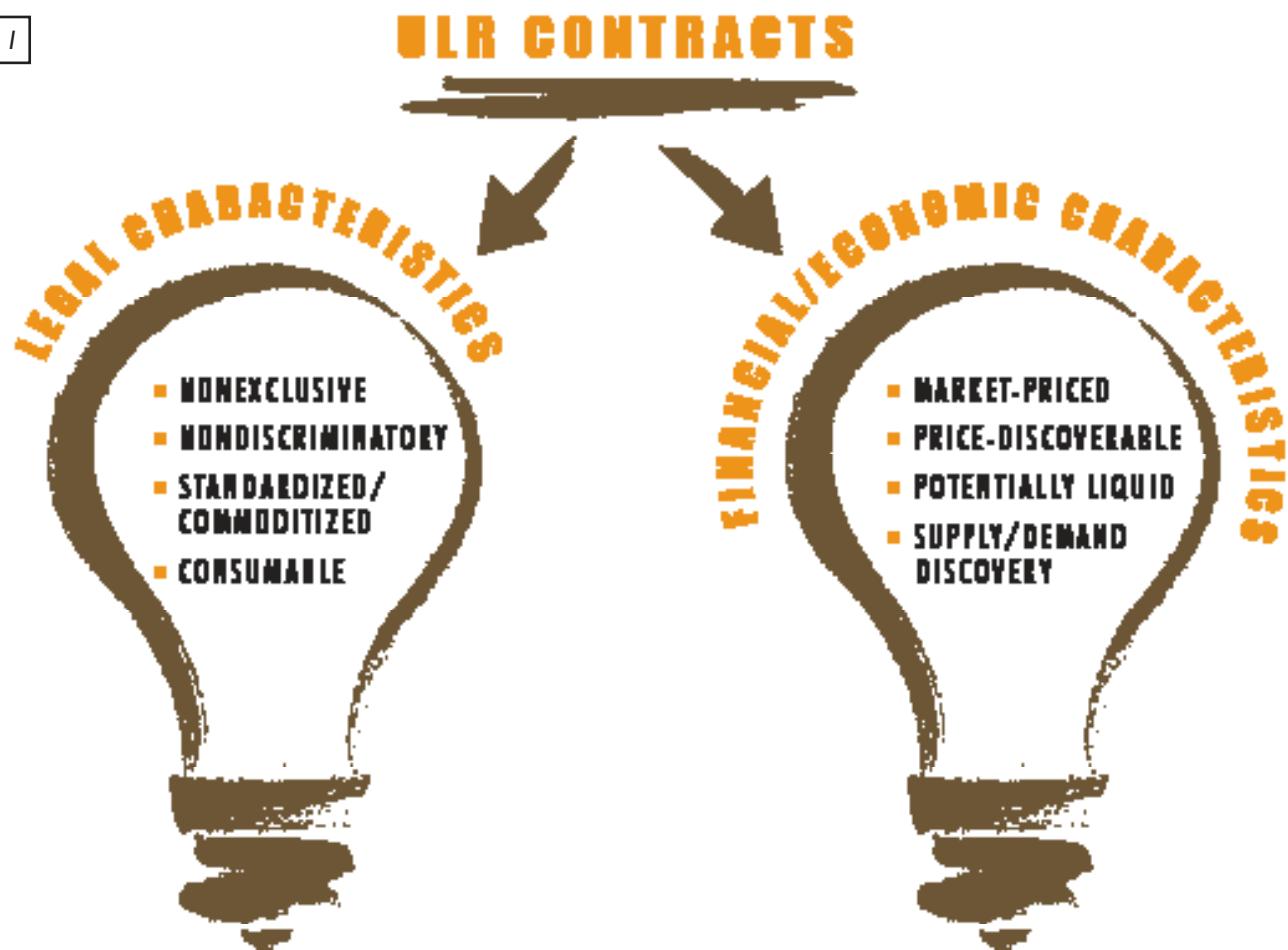 I
ULR CONTRACTS
LEGAL CHARACTERISTICS
▪ NONEXCLUSIVE
▪ NONDISCRIMINATORY
▪ STANDARDIZED/
COMMODITIZED
▪ CONSUMABLE
FINANCIAL/ECONOMIC CHARACTERISTICS
▪ MARKET-PRICED
▪ PRICE-DISCOVERABLE
▪ POTENTIALLY LIQUID
▪ SUPPLY/DEMAND
DISCOVERY